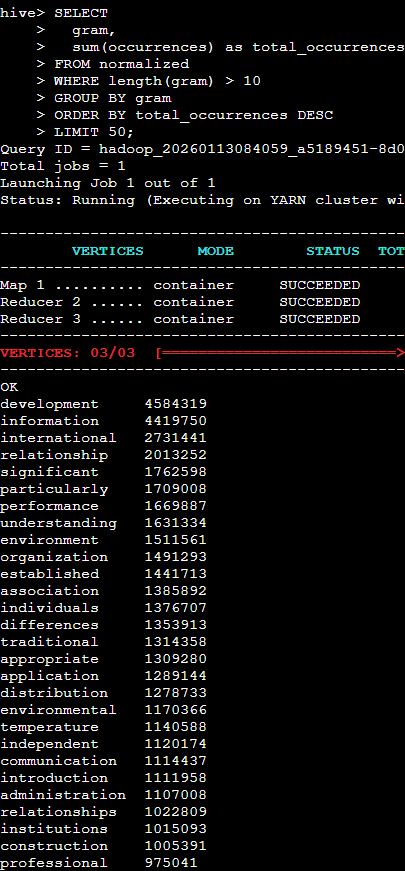 hive> SELECT
    >   gram,
    >   sum(occurrences) as total_occurrences
    > FROM normalized
    > WHERE length(gram) > 10
    > GROUP BY gram
    > ORDER BY total_occurrences DESC
    > LIMIT 50;
Query ID = hadoop_20260113084059_a5189451-8d0
Total jobs = 1
Launching Job 1 out of 1
Status: Running (Executing on YARN cluster wi
----------------------------------------------
        VERTICES      MODE        STATUS  TOT
----------------------------------------------
Map 1 .......... container     SUCCEEDED
Reducer 2 ...... container     SUCCEEDED
Reducer 3 ...... container     SUCCEEDED
----------------------------------------------
VERTICES: 03/03  [==========================>
----------------------------------------------
OK
development     4584319
information     4419750
international   2731441
relationship    2013252
significant     1762598
particularly    1709008
performance     1669887
understanding   1631334
environment     1511561
organization    1491293
established     1441713
association     1385892
individuals     1376707
differences     1353913
traditional     1314358
appropriate     1309280
application     1289144
distribution    1278733
environmental   1170366
temperature     1140588
independent     1120174
communication   1114437
introduction    1111958
administration  1107008
relationships   1022809
institutions    1015093
construction    1005391
professional    975041